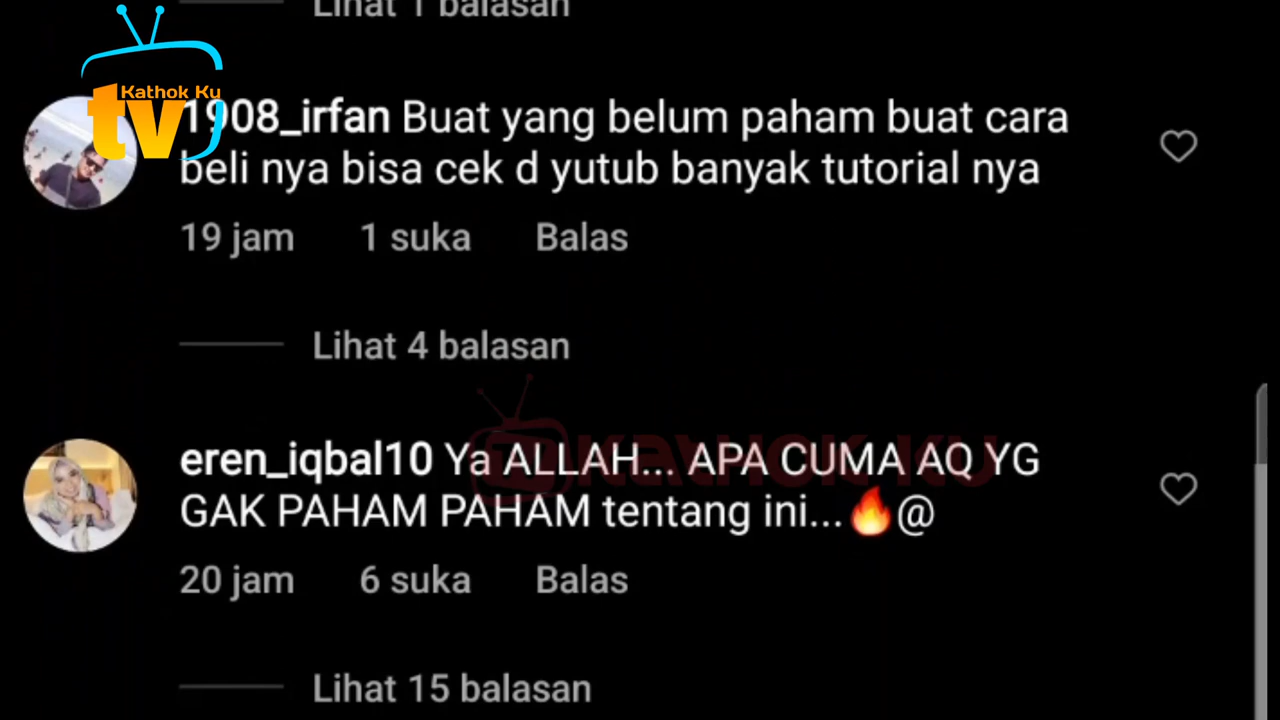 Lihat 1 balasan
Kathok Ku
tv
1908_irfan Buat yang belum paham buat cara
beli nya bisa cek d yutub banyak tutorial nya
19 jam 1 suka Balas
Lihat 4 balasan
KATHOK KU
eren_iqbal10 Ya ALLAH... APA CUMA AQ YG
GAK PAHAM PAHAM tentang ini...🔥@
20 jam 6 suka Balas
Lihat 15 balasan